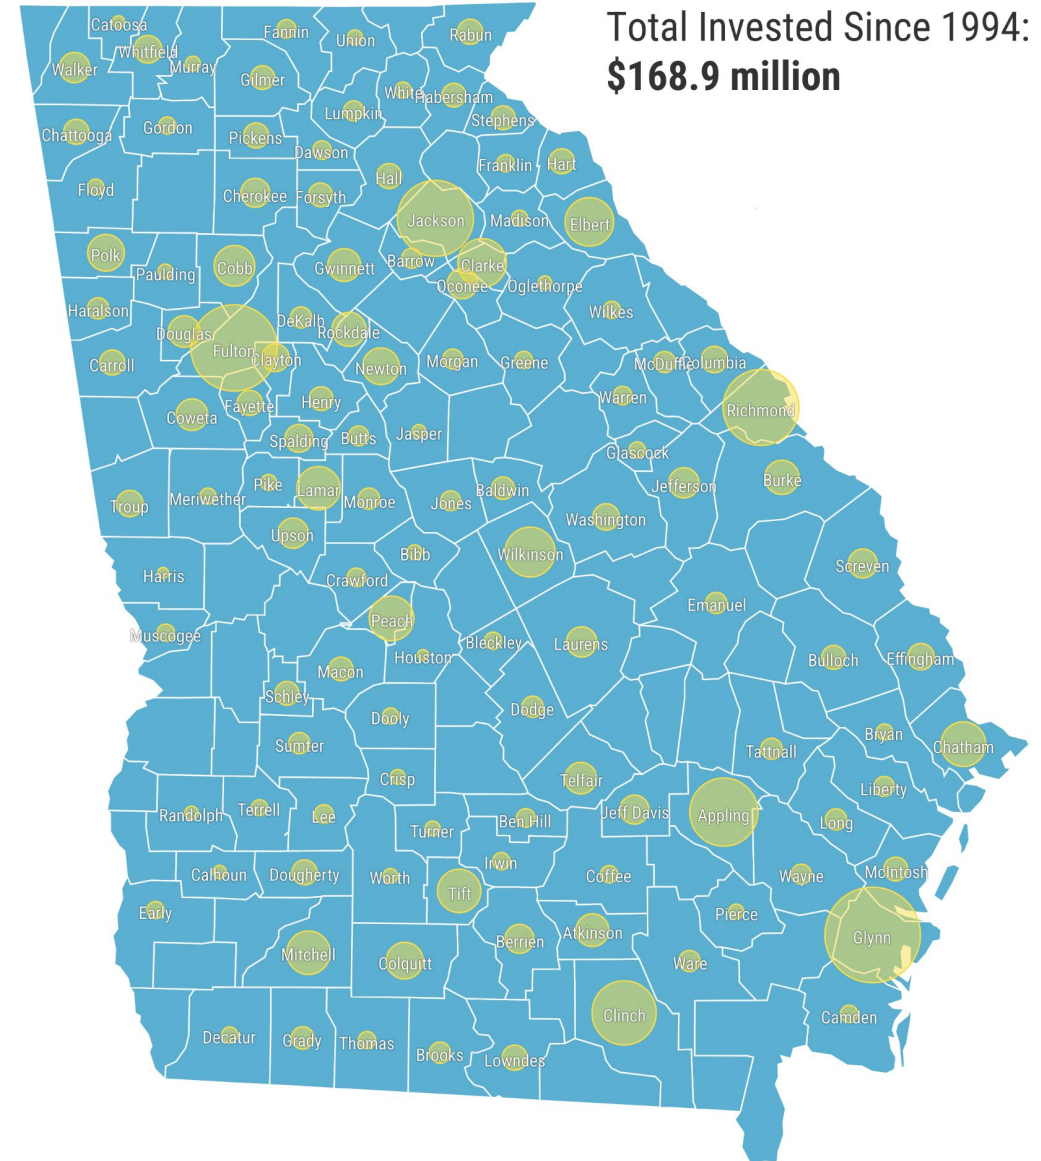 Total Invested Since 1994:
$168.9 million
Catoosa
Fannin
Union
Rabun
Whitfield
Walker
Murray
Gilmer
White
Habersham
Lumpkin
Stephens
Chattooga
Gordon
Pickens
Dawson
Franklin
Hart
Hall
Floyd
Cherokee
Forsyth
Jackson
Madison
Elbert
Polk
Paulding
Cobb
Gwinnett
Barrow
Clarke
Oconee
Oglethorpe
Haralson
Wilkes
Douglas
DeKalb
Rockdale
Fulton
Clayton
Carroll
Newton
Morgan
Greene
McDuffie
Columbia
Coweta
Fayette
Henry
Warren
Richmond
Spalding
Butts
Jasper
Glascock
Troup
Meriwether
Pike
Lamar
Monroe
Jones
Baldwin
Jefferson
Burke
Washington
Upson
Bibb
Wilkinson
Screven
Harris
Crawford
Emanuel
Muscogee
Peach
Houston
Bleckley
Laurens
Bulloch
Effingham
Macon
Schley
Dooly
Dodge
Sumter
Tattnall
Bryan
Chatham
Crisp
Telfair
Liberty
Randolph
Terrell
Lee
Turner
Ben Hill
Jeff Davis
Appling
Long
Calhoun
Dougherty
Worth
Irwin
Tift
Coffee
Wayne
McIntosh
Early
Pierce
Mitchell
Colquitt
Berrien
Atkinson
Glynn
Ware
Clinch
Camden
Decatur
Grady
Thomas
Brooks
Lowndes